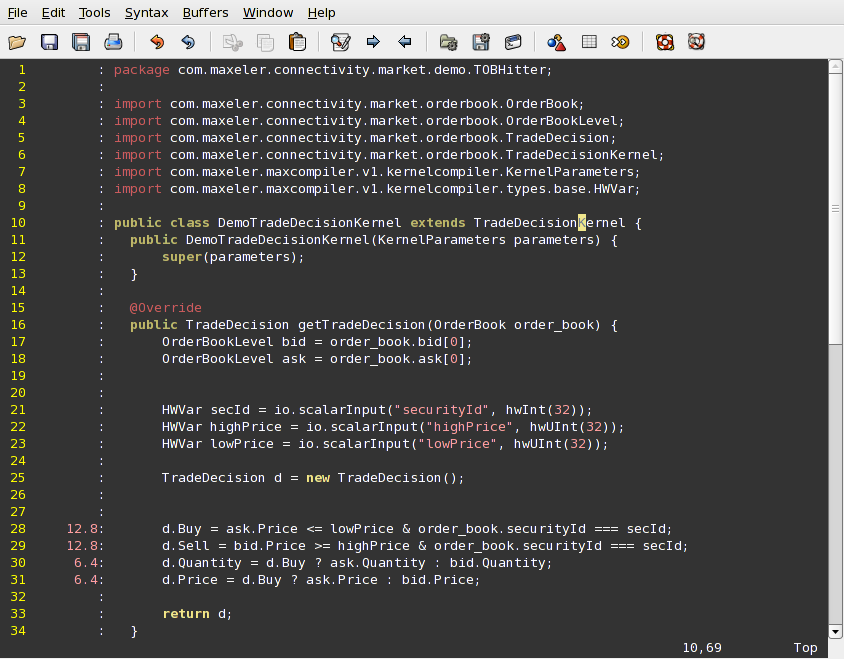 File Edit Tools Syntax Buffers Window Help
1 : package com.maxeler.connectivity.market.demo.TOBHitter;
2 :
3 : import com.maxeler.connectivity.market.orderbook.OrderBook;
4 : import com.maxeler.connectivity.market.orderbook.OrderBookLevel;
5 : import com.maxeler.connectivity.market.orderbook.TradeDecision;
6 : import com.maxeler.connectivity.market.orderbook.TradeDecisionKernel;
7 : import com.maxeler.maxcompiler.v1.kernelcompiler.KernelParameters;
8 : import com.maxeler.maxcompiler.v1.kernelcompiler.types.base.HWVar;
9 :
10 : public class DemoTradeDecisionKernel extends TradeDecisionKernel {
11 : public DemoTradeDecisionKernel(KernelParameters parameters) {
12 : super(parameters);
13 : }
14 :
15 : @Override
16 : public TradeDecision getTradeDecision(OrderBook order_book) {
17 : OrderBookLevel bid = order_book.bid[0];
18 : OrderBookLevel ask = order_book.ask[0];
19 :
20 :
21 : HWVar secId = io.scalarInput("securityId", hwInt(32));
22 : HWVar highPrice = io.scalarInput("highPrice", hwUInt(32));
23 : HWVar lowPrice = io.scalarInput("lowPrice", hwUInt(32));
24 :
25 : TradeDecision d = new TradeDecision();
26 :
27 :
28 12.8: d.Buy = ask.Price <= lowPrice & order_book.securityId === secId;
29 12.8: d.Sell = bid.Price >= highPrice & order_book.securityId === secId;
30 6.4: d.Quantity = d.Buy ? ask.Quantity : bid.Quantity;
31 6.4: d.Price = d.Buy ? ask.Price : bid.Price;
32 :
33 : return d;
34 : }
10,69 Top